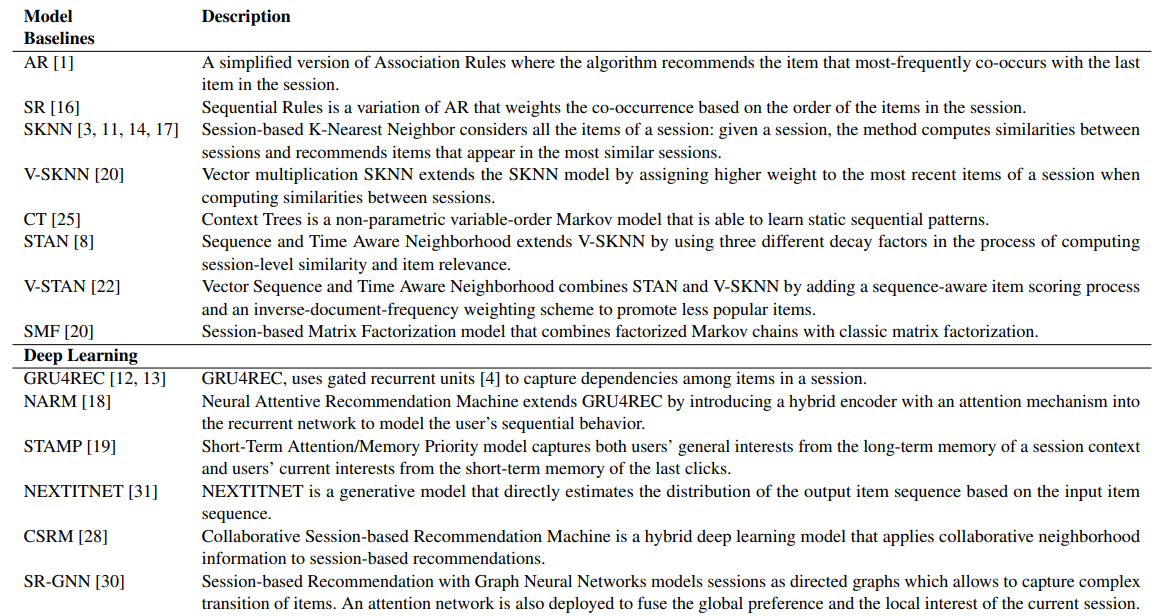 Model Description
Baselines
AR [1] A simplified version of Association Rules where the algorithm recommends the item that most-frequently co-occurs with the last
item in the session.
SR [16] Sequential Rules is a variation of AR that weights the co-occurrence based on the order of the items in the session.
SKNN [3, 11, 14, 17] Session-based K-Nearest Neighbor considers all the items of a session: given a session, the method computes similarities between
sessions and recommends items that appear in the most similar sessions.
V-SKNN [20] Vector multiplication SKNN extends the SKNN model by assigning higher weight to the most recent items of a session when
computing similarities between sessions.
CT [25] Context Trees is a non-parametric variable-order Markov model that is able to learn static sequential patterns.
STAN [8] Sequence and Time Aware Neighborhood extends V-SKNN by using three different decay factors in the process of computing
session-level similarity and item relevance.
V-STAN [22] Vector Sequence and Time Aware Neighborhood combines STAN and V-SKNN by adding a sequence-aware item scoring process
and an inverse-document-frequency weighting scheme to promote less popular items.
SMF [20] Session-based Matrix Factorization model that combines factorized Markov chains with classic matrix factorization.
Deep Learning
GRU4REC [12, 13] GRU4REC, uses gated recurrent units [4] to capture dependencies among items in a session.
NARM [18] Neural Attentive Recommendation Machine extends GRU4REC by introducing a hybrid encoder with an attention mechanism into
the recurrent network to model the user's sequential behavior.
STAMP [19] Short-Term Attention/Memory Priority model captures both users' general interests from the long-term memory of a session context
and users' current interests from the short-term memory of the last clicks.
NEXTITNET [31] NEXTITNET is a generative model that directly estimates the distribution of the output item sequence based on the input item
sequence.
CSRM [28] Collaborative Session-based Recommendation Machine is a hybrid deep learning model that applies collaborative neighborhood
information to session-based recommendations.
SR-GNN [30] Session-based Recommendation with Graph Neural Networks models sessions as directed graphs which allows to capture complex
transition of items. An attention network is also deployed to fuse the global preference and the local interest of the current session.